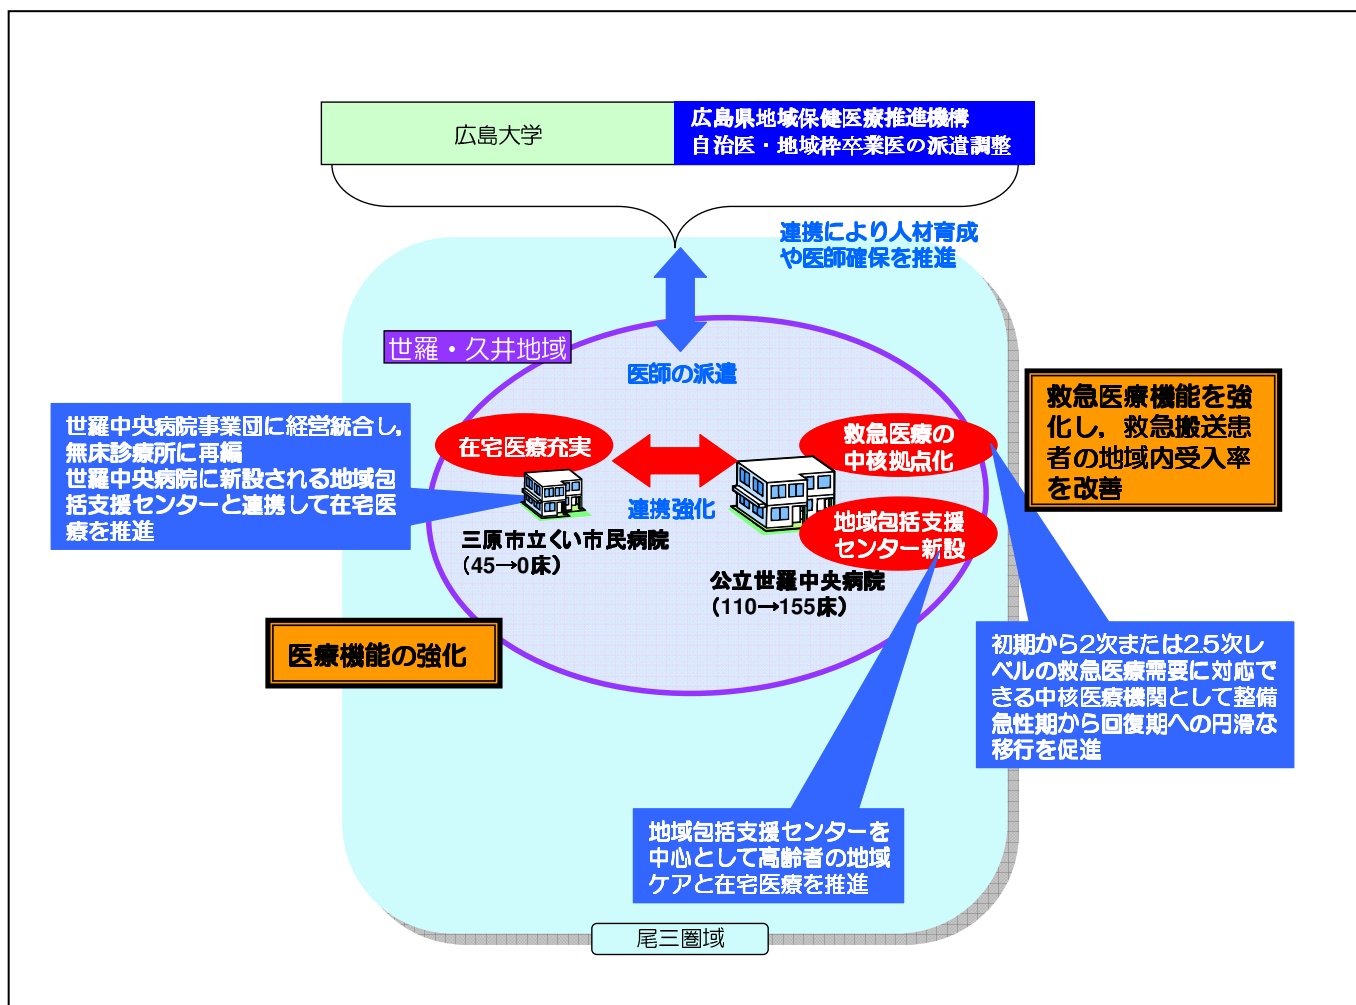 広島大学
広島県地域保健医療推進機構
自治医・地域枠卒業医の派遣調整
連携により人材育成
や医師確保を推進
世羅・久井地域
医師の派遣
世羅中央病院事業団に経営統合し,
無床診療所に再編
世羅中央病院に新設される地域包
括支援センターと連携して在宅医
療を推進
在宅医療充実
救急医療の
中核拠点化
救急医療機能を強
化し，救急搬送患
者の地域内受入率
を改善
連携強化
地域包括支援
センター新設
三原市立くい市民病院
(45→0床)
公立世羅中央病院
(110→155床)
医療機能の強化
初期から2次または2.5次レ
ベルの救急医療需要に対応で
きる中核医療機関として整備
急性期から回復期への円滑な
移行を促進
地域包括支援センターを
中心として高齢者の地域
ケアと在宅医療を推進
尾三圏域